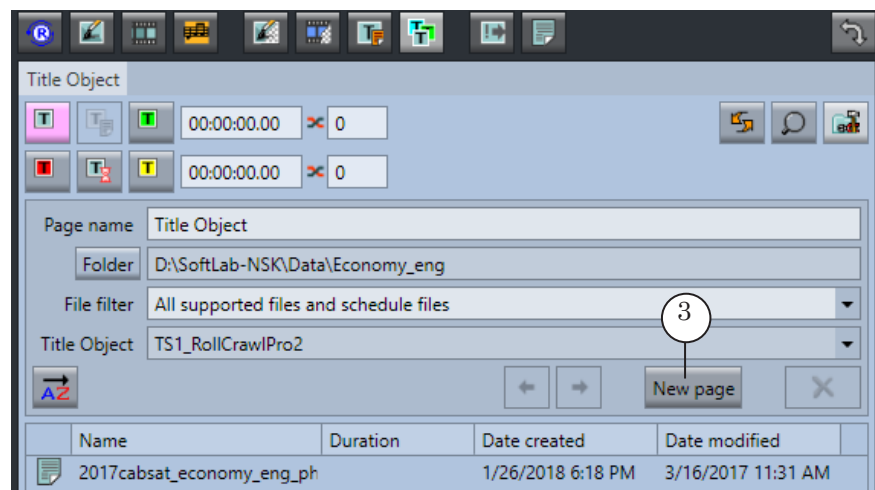 Title Object
00:00:00.00 0
00:00:00.00 0
Page name Title Object
Folder D:\SoftLab-NSK\Data\Economy_eng
File filter All supported files and schedule files
3
Title Object TS1_RollCrawlPro2
AZ New page
Name Duration Date created Date modified
2017cabsat_economy_eng_ph 1/26/2018 6:18 PM 3/16/2017 11:31 AM